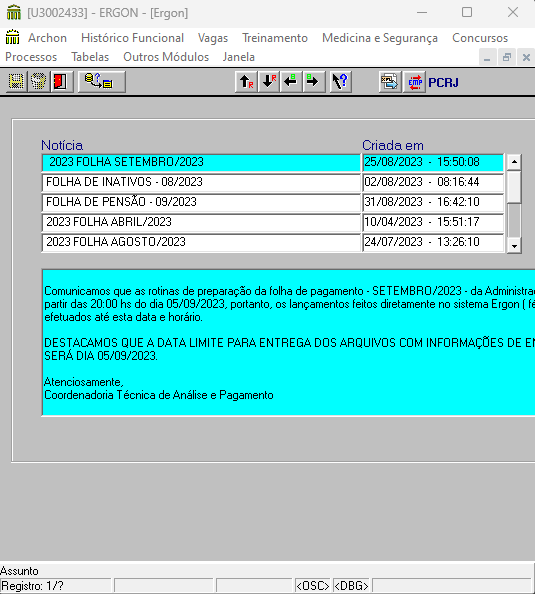 [U3002433] - ERGON - [Ergon]
Archon Histórico Funcional Vagas Treinamento Medicina e Segurança Concursos
Processos Tabelas Outros Módulos Janela
PCRJ
Notícia Criada em
2023 FOLHA SETEMBRO/2023 25/08/2023 - 15:50:08
FOLHA DE INATIVOS - 08/2023 02/08/2023 - 08:16:44
FOLHA DE PENSÃO - 09/2023 31/08/2023 - 16:42:10
2023 FOLHA ABRIL/2023 10/04/2023 - 15:51:17
2023 FOLHA AGOSTO/2023 24/07/2023 - 13:26:10
Comunicamos que as rotinas de preparação da folha de pagamento - SETEMBRO/2023 - da Administra
partir das 20:00 hs do dia 05/09/2023, portanto, os lançamentos feitos diretamente no sistema Ergon ( fé
efetuados até esta data e horário.
DESTACAMOS QUE A DATA LIMITE PARA ENTREGA DOS ARQUIVOS COM INFORMAÇÕES DE EN
SERÁ DIA 05/09/2023.
Atenciosamente,
Coordenadoria Técnica de Análise e Pagamento
Assunto
Registro: 1/? <OSC> <DBG>